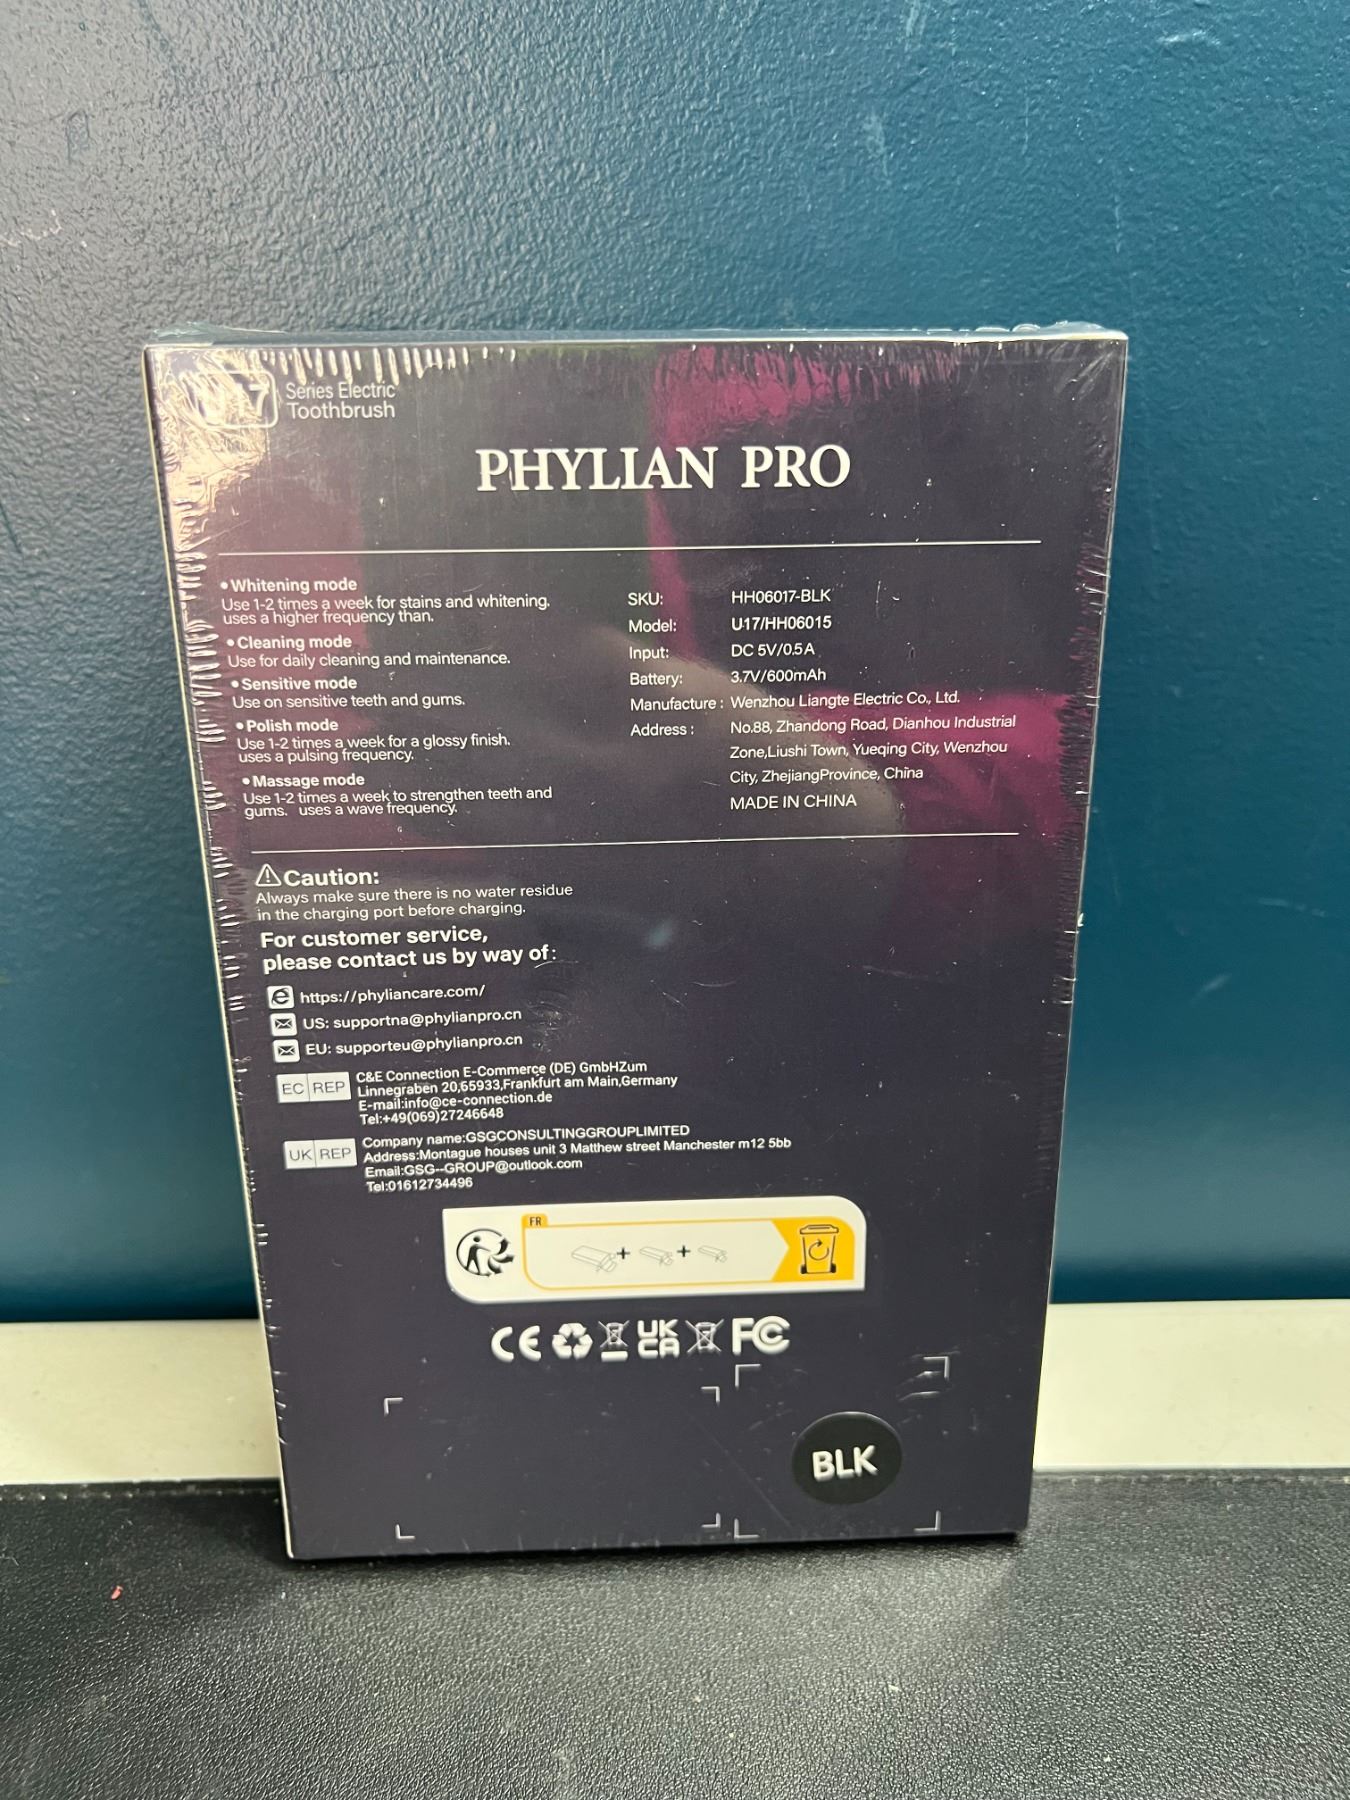 U17 Series Electric
Toothbrush
PHYLIAN PRO
•Whitening mode
Use 1-2 times a week for stains and whitening.
uses a higher frequency than.
•Cleaning mode
Use for daily cleaning and maintenance.
•Sensitive mode
Use on sensitive teeth and gums.
•Polish mode
Use 1-2 times a week for a glossy finish.
uses a pulsing frequency.
•Massage mode
Use 1-2 times a week to strengthen teeth and
gums. uses a wave frequency.
SKU: HH06017-BLK
Model: U17/HH06015
Input: DC 5V/0.5A
Battery: 3.7V/600mAh
Manufacture : Wenzhou Liangte Electric Co., Ltd.
Address : No.88, Zhandong Road, Dianhou Industrial
Zone,Liushi Town, Yueqing City, Wenzhou
City, ZhejiangProvince, China
MADE IN CHINA
Caution:
Always make sure there is no water residue
in the charging port before charging.
For customer service,
please contact us by way of :
https://phyliancare.com/
US: supportna@phylianpro.cn
EU: supporteu@phylianpro.cn
EC REP
C&E Connection E-Commerce (DE) GmbHZum
Linnegraben 20,65933,Frankfurt am Main,Germany
E-mail:info@ce-connection.de
Tel:+49(069)27246648
UK REP
Company name:GSGCONSULTINGGROUPLIMITED
Address:Montague houses unit 3 Matthew street Manchester m12 5bb
Email:GSG--GROUP@outlook.com
Tel:01612734496
FR
+ +
CE UK CA FC
BLK